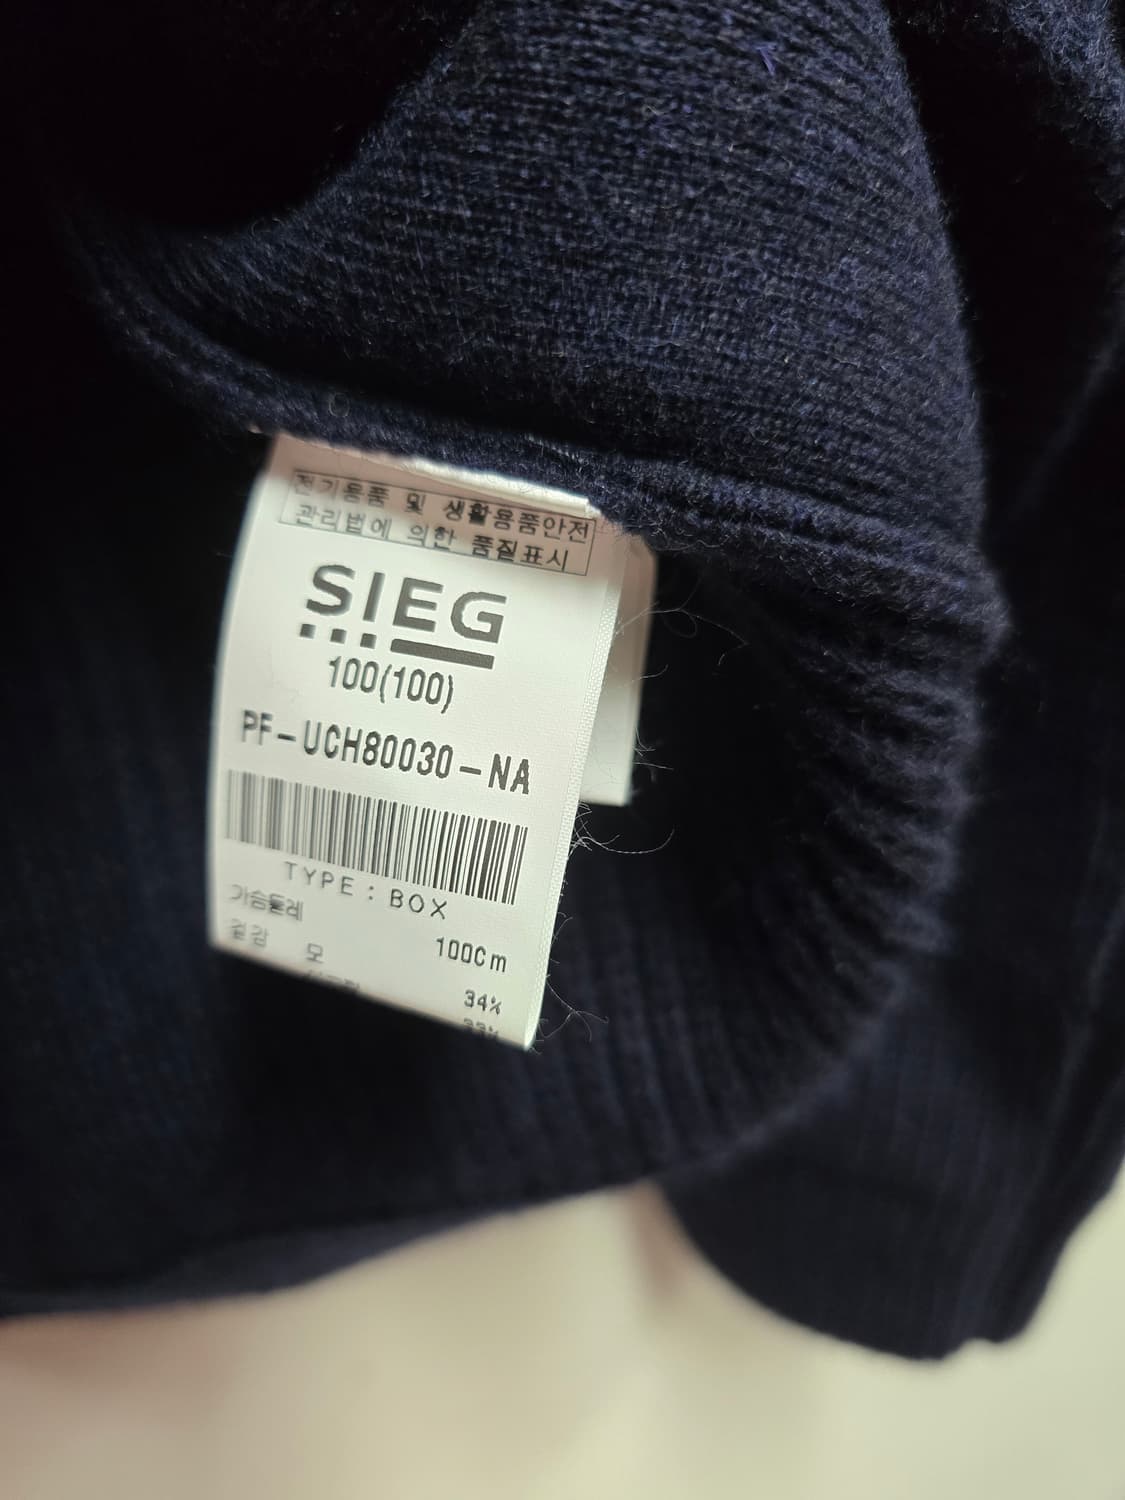 전기용품 및 생활용품안전
관리법에 의한 품질표시
SIEG
100(100)
PF-UCH80030-NA
TYPE : BOX
가슴둘레 100Cm
겉감 모 34%
33%